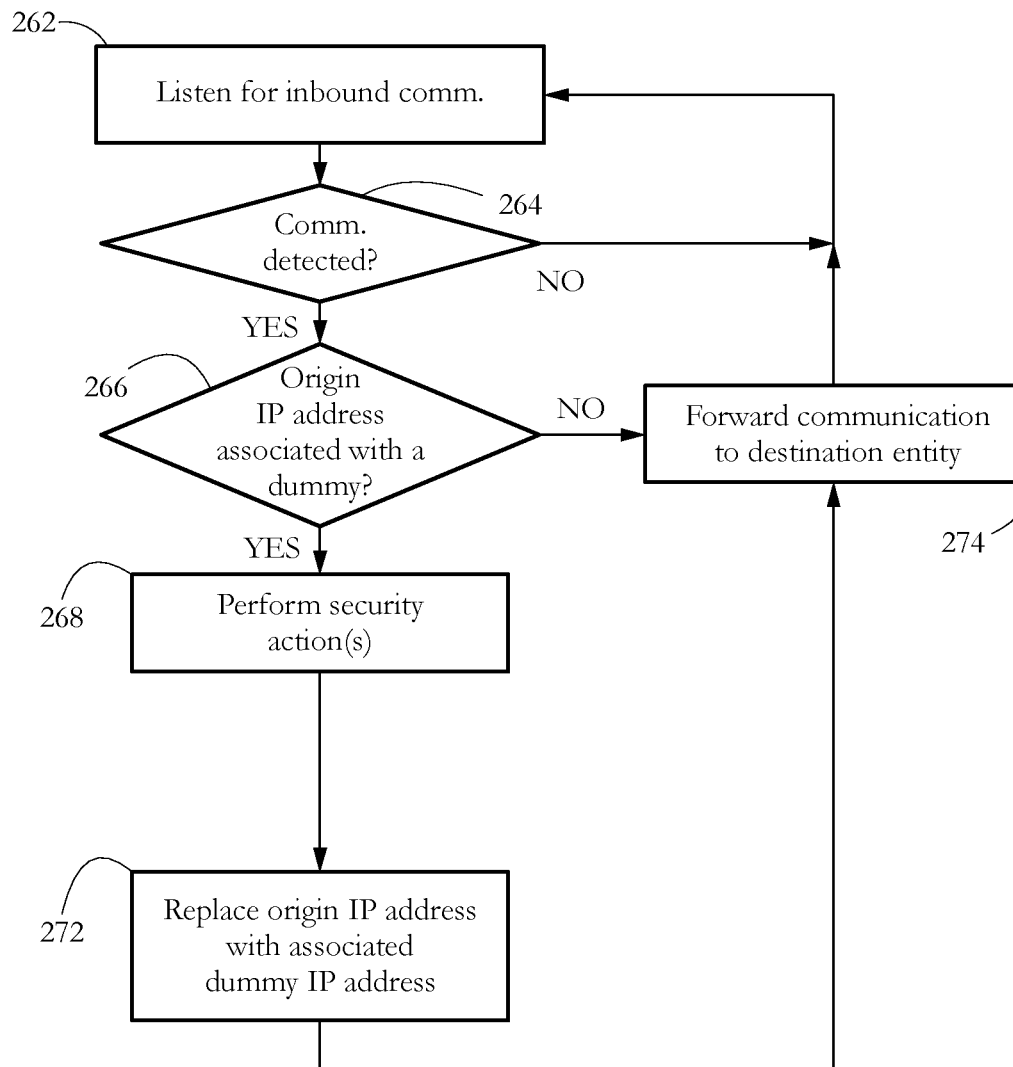 262
Listen for inbound comm.
264
Comm.
detected?
NO
YES
266
Origin
IP address
associated with a
dummy?
NO
Forward communication
to destination entity
274
YES
268
Perform security
action(s)
272
Replace origin IP address
with associated
dummy IP address